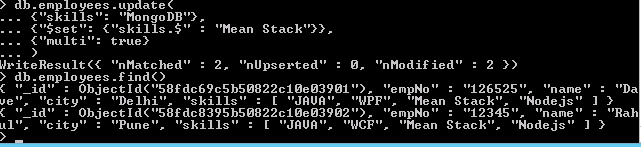 > db.employees.update(
... {"skills": "MongoDB"},
... {"$set": {"skills.$" : "Mean Stack"}},
... {"multi": true}
... )
WriteResult({ "nMatched" : 2, "nUpserted" : 0, "nModified" : 2 })
> db.employees.find()
{ "_id" : ObjectId("58fdc69c5b50822c10e03901"), "empNo" : "126525", "name" : "Da
ve", "city" : "Delhi", "skills" : [ "JAVA", "WPF", "Mean Stack", "Nodejs" ] }
{ "_id" : ObjectId("58fdc8395b50822c10e03902"), "empNo" : "12345", "name" : "Rah
ul", "city" : "Pune", "skills" : [ "JAVA", "WCF", "Mean Stack", "Nodejs" ] }
>